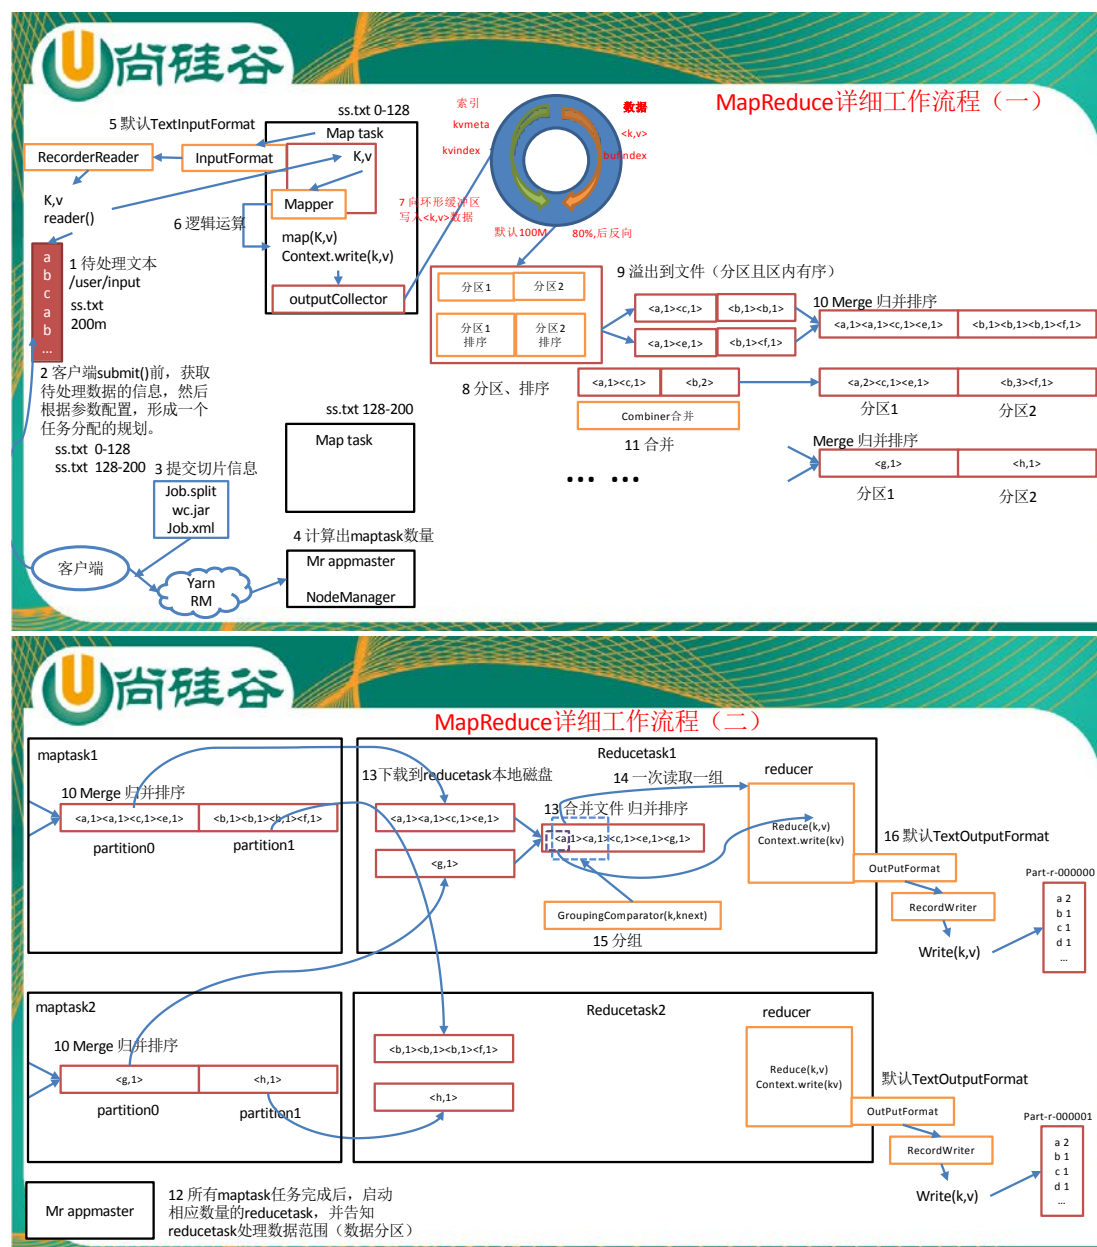 尚硅谷
MapReduce详细工作流程（一）
ss.txt 0-128
5 默认TextInputFormat
Map task
RecorderReader
InputFormat
K,v
K,v
reader()
Mapper
6 逻辑运算
map(K,v)
Context.write(k,v)
outputCollector
索引
kvmeta
kvindex
数据
<k,v>
bufindex
7 向环形缓冲区
写入<k,v>数据
默认100M
80%,后反向
a
b
c
a
b
...
1 待处理文本
/user/input
ss.txt
200m
2 客户端submit()前，获取
待处理数据的信息，然后
根据参数配置，形成一个
任务分配的规划。
ss.txt 0-128
ss.txt 128-200
3 提交切片信息
Job.split
wc.jar
Job.xml
客户端
Yarn
RM
ss.txt 128-200
Map task
4 计算出maptask数量
Mr appmaster
NodeManager
分区1
分区2
分区1
排序
分区2
排序
8 分区、排序
9 溢出到文件（分区且区内有序）
<a,1><c,1>
<b,1><b,1>
<a,1><e,1>
<b,1><f,1>
10 Merge 归并排序
<a,1><a,1><c,1><e,1>
<b,1><b,1><b,1><f,1>
<a,1><c,1>
<b,2>
Combiner合并
11 合并
<a,2><c,1><e,1>
<b,3><f,1>
分区1
分区2
Merge 归并排序
<g,1>
<h,1>
分区1
分区2
... ...
尚硅谷
MapReduce详细工作流程（二）
maptask1
10 Merge 归并排序
<a,1><a,1><c,1><e,1>
<b,1><b,1><b,1><f,1>
partition0
partition1
Reducetask1
13下载到reducetask本地磁盘
<a,1><a,1><c,1><e,1>
<g,1>
14 一次读取一组
13 合并文件 归并排序
<a,1><a,1><c,1><e,1><g,1>
GroupingComparator(k,knext)
15 分组
reducer
Reduce(k,v)
Context.write(kv)
16 默认TextOutputFormat
OutPutFormat
RecordWriter
Write(k,v)
Part-r-000000
a 2
b 1
c 1
d 1
...
maptask2
10 Merge 归并排序
<g,1>
<h,1>
partition0
partition1
Reducetask2
<b,1><b,1><b,1><f,1>
<h,1>
reducer
Reduce(k,v)
Context.write(kv)
默认TextOutputFormat
OutPutFormat
RecordWriter
Write(k,v)
Part-r-000001
a 2
b 1
c 1
d 1
...
Mr appmaster
12 所有maptask任务完成后，启动
相应数量的reducetask，并告知
reducetask处理数据范围（数据分区）